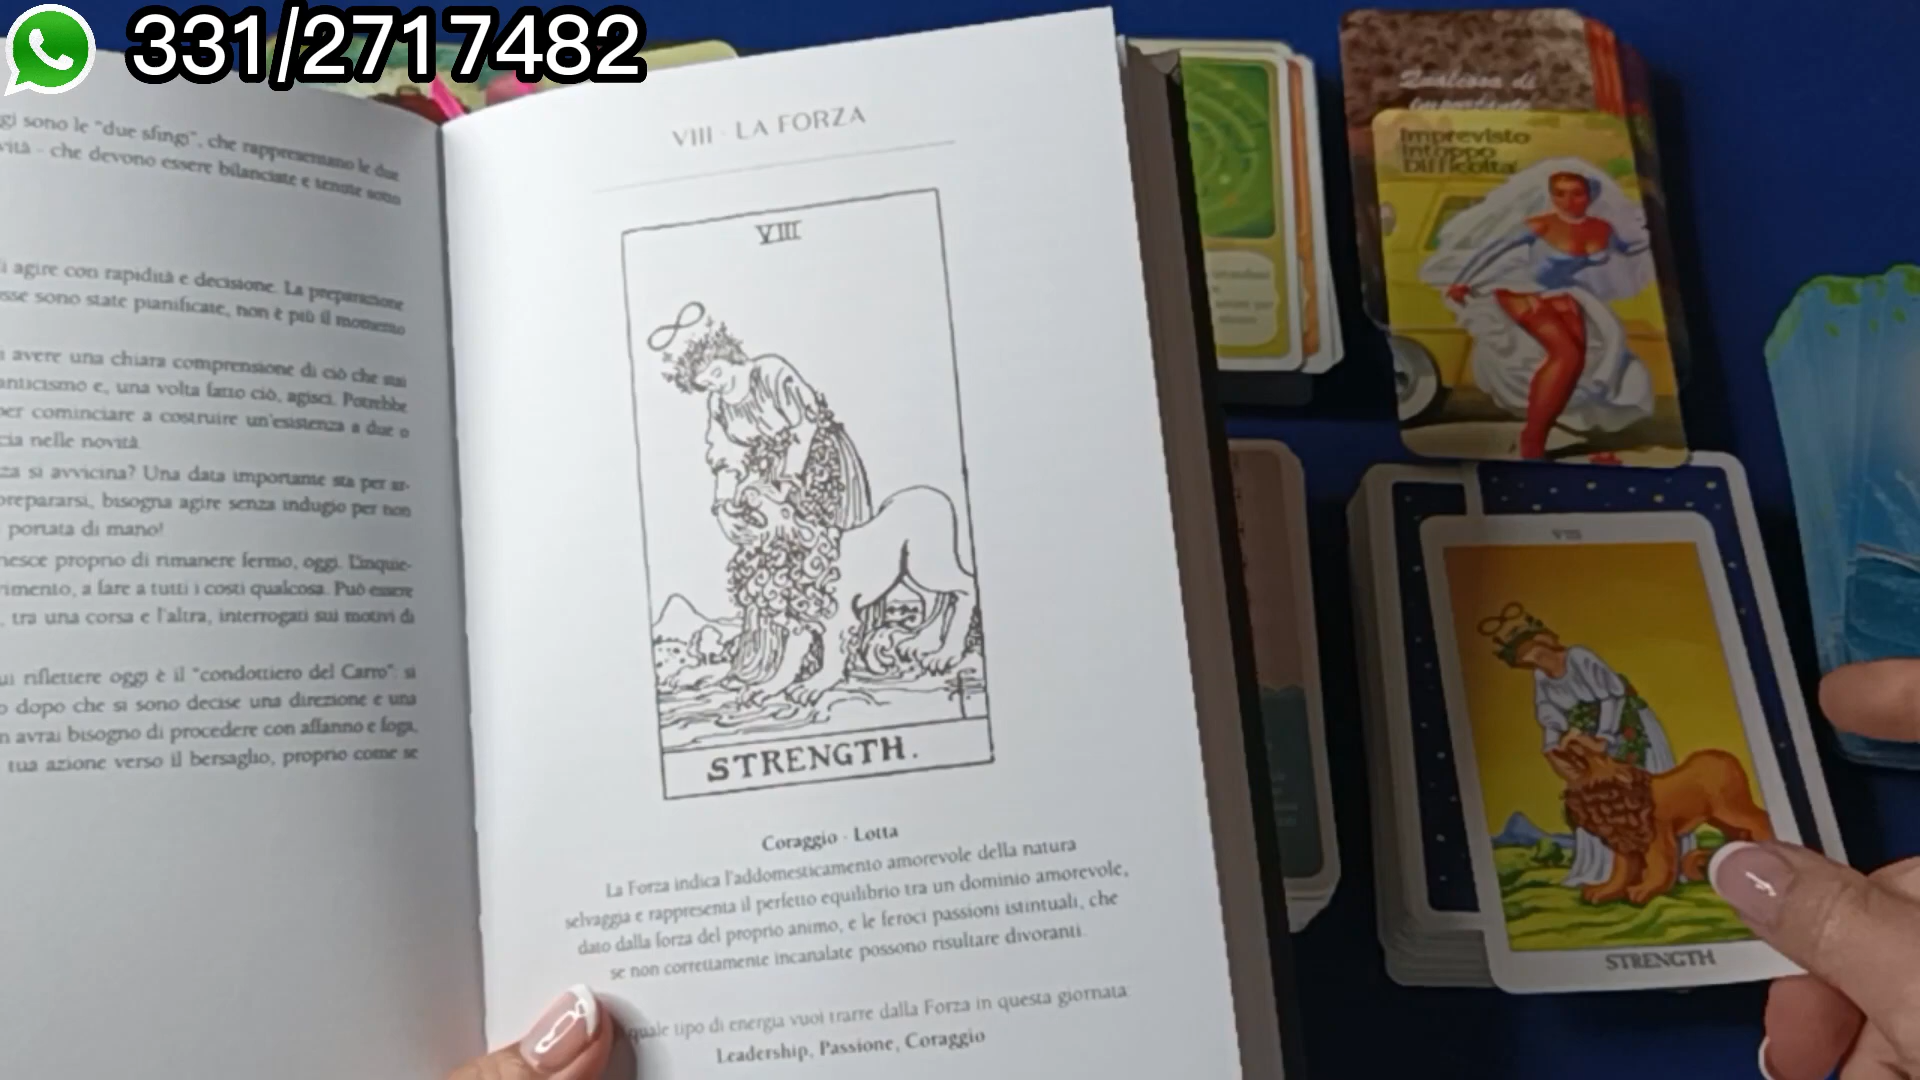 331/2717482
gi sono le "due sfingi", che rappresentano le due
vità - che devono essere bilanciate e tenute sotto
i agire con rapidità e decisione. La preparazione
sse sono state pianificate, non è più il momento
avere una chiara comprensione di ciò che stai
anticismo e, una volta fatto ciò, agisci. Potrebbe
per cominciare a costruire un'esistenza a due o
cia nelle novità.
za si avvicina? Una data importante sta per ar-
prepararsi, bisogna agire senza indugio per non
portata di mano!
nesce proprio di rimanere fermo, oggi. L'inquie-
rimento, a fare a tutti i costi qualcosa. Può essere
, tra una corsa e l'altra, interrogati sui motivi di
ui riflettere oggi è il "condottiero del Carro": si
o dopo che si sono decise una direzione e una
n avrai bisogno di procedere con affanno e foga,
tua azione verso il bersaglio, proprio come se
VIII · LA FORZA
VIII
STRENGTH.
Coraggio · Lotta
La Forza indica l'addomesticamento amorevole della natura
selvaggia e rappresenta il perfetto equilibrio tra un dominio amorevole,
dato dalla forza del proprio animo, e le feroci passioni istintuali, che
se non correttamente incanalate possono risultare divoranti.
quale tipo di energia vuoi trarre dalla Forza in questa giornata:
Leadership, Passione, Coraggio
Qualcosa di
importante
Imprevisto
intoppo
Difficolta'
VIII
STRENGTH